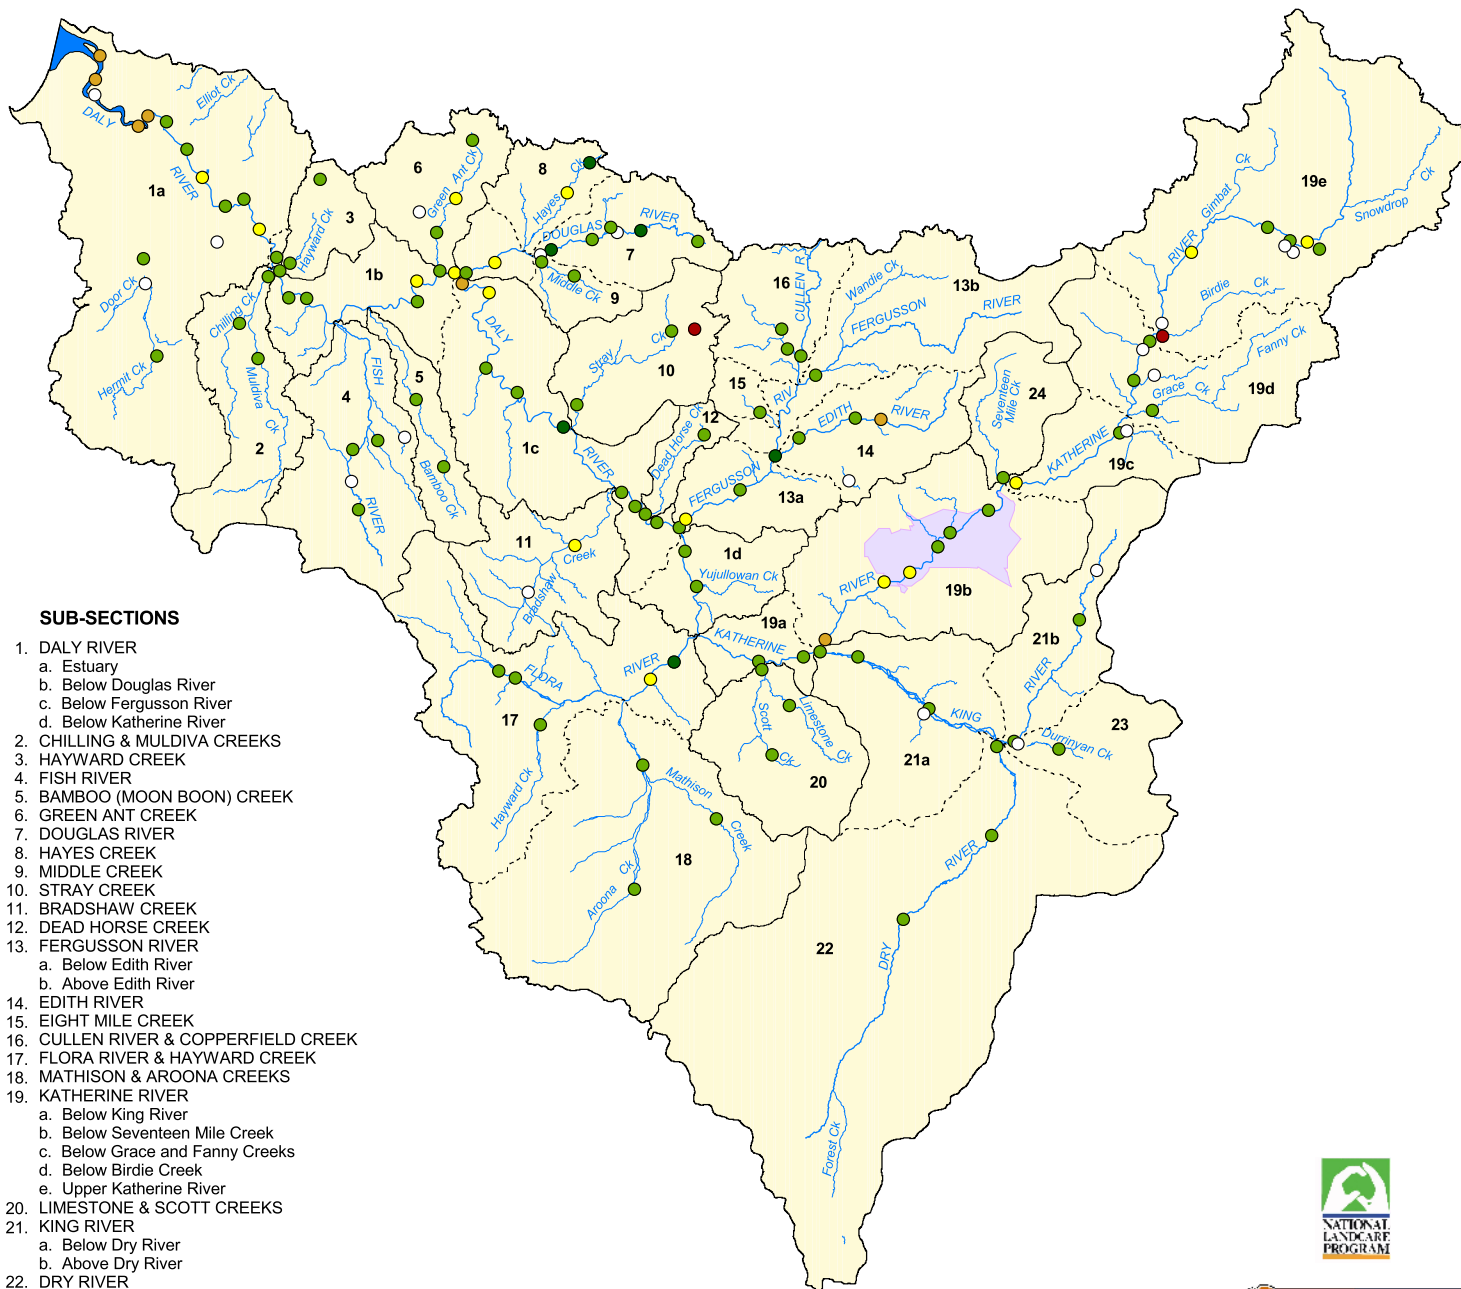 Elliot Ck
DALY
RIVER
1a
3
Hayward Ck
6
Green Ant Ck
8
Hayes Ck
DOUGLAS
RIVER
7
Middle Ck
9
1b
Door Ck
Hermit Ck
Chilling Ck
Muldiva Ck
2
4
FISH
RIVER
5
Bamboo Ck
DALY
RIVER
1c
Stray Ck
10
16
CULLEN R
Wandie Ck
13b
FERGUSSON
RIVER
RIV
15
12
Dead Horse Ck
EDITH
RIVER
14
FERGUSSON
13a
Seventeen
Mile Ck
24
19e
Gimbat Ck
RIVER
Snowdrop Ck
Birdie Ck
Fanny Ck
Grace Ck
19d
KATHERINE
19c
11
Bradshaw Creek
1d
Yujullowan Ck
19a
KATHERINE
RIVER
19b
21b
RIVER
FLORA
RIVER
17
Hayward Ck
Scott Ck
Limestone Ck
20
KING
21a
Durrinyan Ck
23
Mathison Creek
18
Aroona Ck
RIVER
DRY
22
Forest Ck
SUB-SECTIONS
1. DALY RIVER
a. Estuary
b. Below Douglas River
c. Below Fergusson River
d. Below Katherine River
2. CHILLING & MULDIVA CREEKS
3. HAYWARD CREEK
4. FISH RIVER
5. BAMBOO (MOON BOON) CREEK
6. GREEN ANT CREEK
7. DOUGLAS RIVER
8. HAYES CREEK
9. MIDDLE CREEK
10. STRAY CREEK
11. BRADSHAW CREEK
12. DEAD HORSE CREEK
13. FERGUSSON RIVER
a. Below Edith River
b. Above Edith River
14. EDITH RIVER
15. EIGHT MILE CREEK
16. CULLEN RIVER & COPPERFIELD CREEK
17. FLORA RIVER & HAYWARD CREEK
18. MATHISON & AROONA CREEKS
19. KATHERINE RIVER
a. Below King River
b. Below Seventeen Mile Creek
c. Below Grace and Fanny Creeks
d. Below Birdie Creek
e. Upper Katherine River
20. LIMESTONE & SCOTT CREEKS
21. KING RIVER
a. Below Dry River
b. Above Dry River
22. DRY RIVER
NATIONAL
LANDCARE
PROGRAM